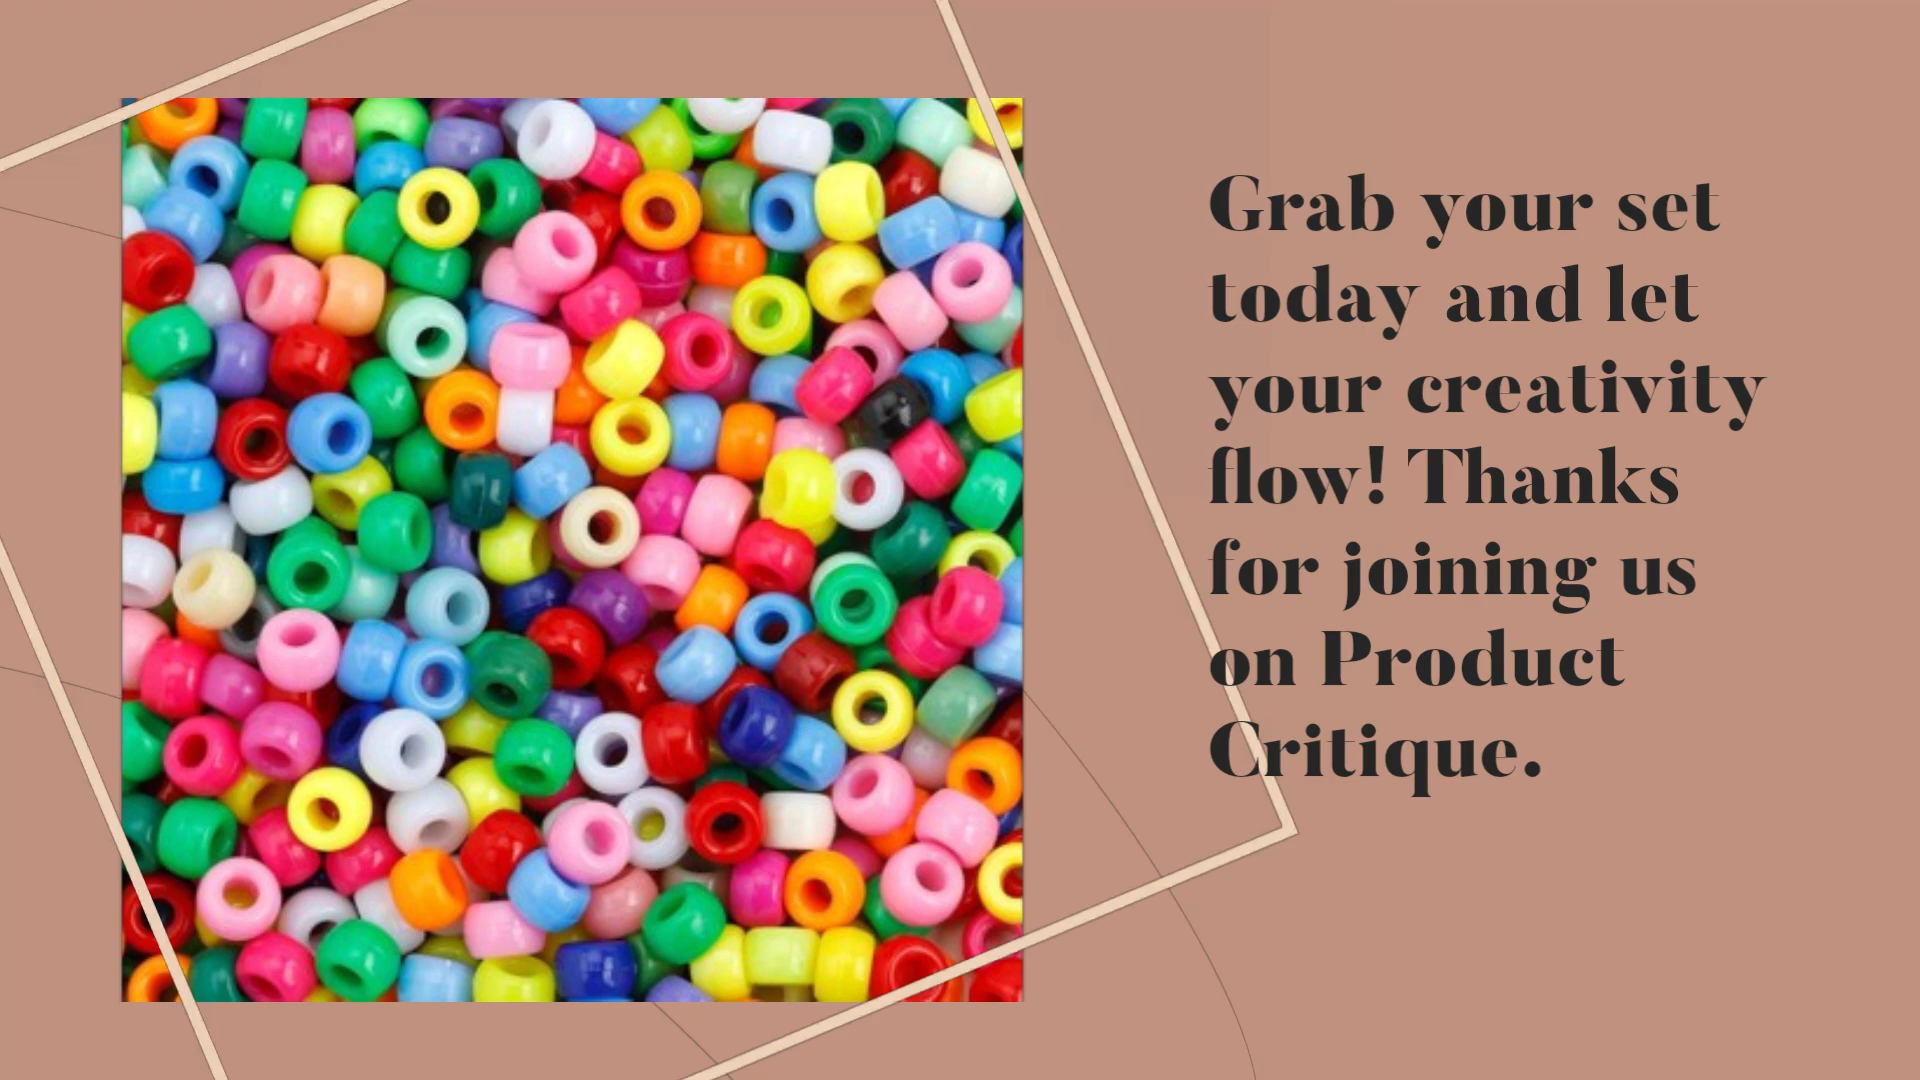 Grab your set
today and let
your creativity
flow! Thanks
for joining us
on Product
Critique.